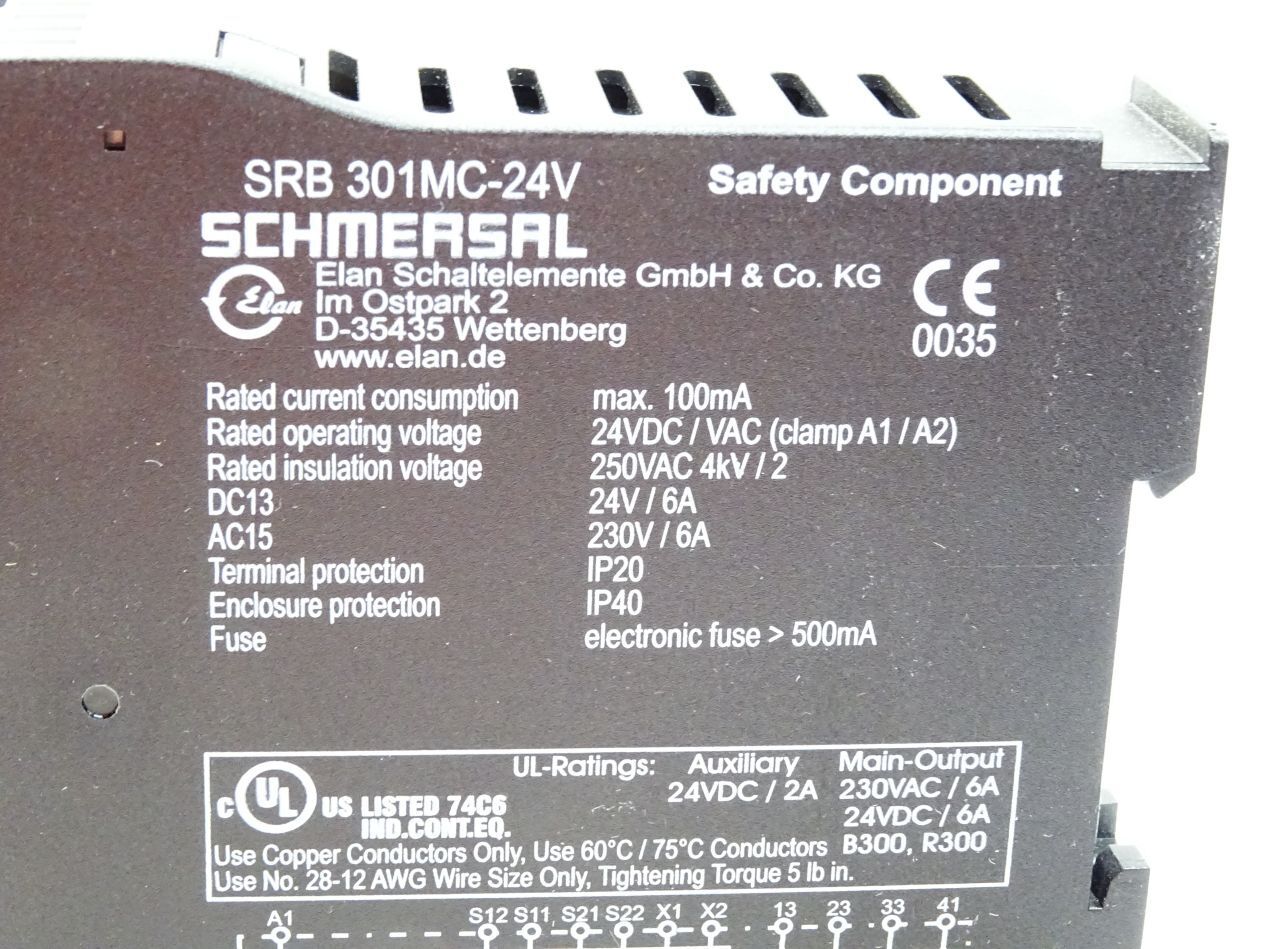 SRB 301MC-24V Safety Component
SCHMERSAL
Elan
Elan Schaltelemente GmbH & Co. KG
Im Ostpark 2
D-35435 Wettenberg
www.elan.de
CE
0035
Rated current consumption max. 100mA
Rated operating voltage 24VDC / VAC (clamp A1 / A2)
Rated insulation voltage 250VAC 4kV / 2
DC13 24V / 6A
AC15 230V / 6A
Terminal protection IP20
Enclosure protection IP40
Fuse electronic fuse > 500mA
UL-Ratings: Auxiliary Main-Output
24VDC / 2A 230VAC / 6A
24VDC / 6A
B300, R300
C UL US LISTED 74C6
IND.CONT.EQ.
Use Copper Conductors Only, Use 60°C / 75°C Conductors
Use No. 28-12 AWG Wire Size Only, Tightening Torque 5 lb in.
A1 S12 S11 S21 S22 X1 X2 13 23 33 41